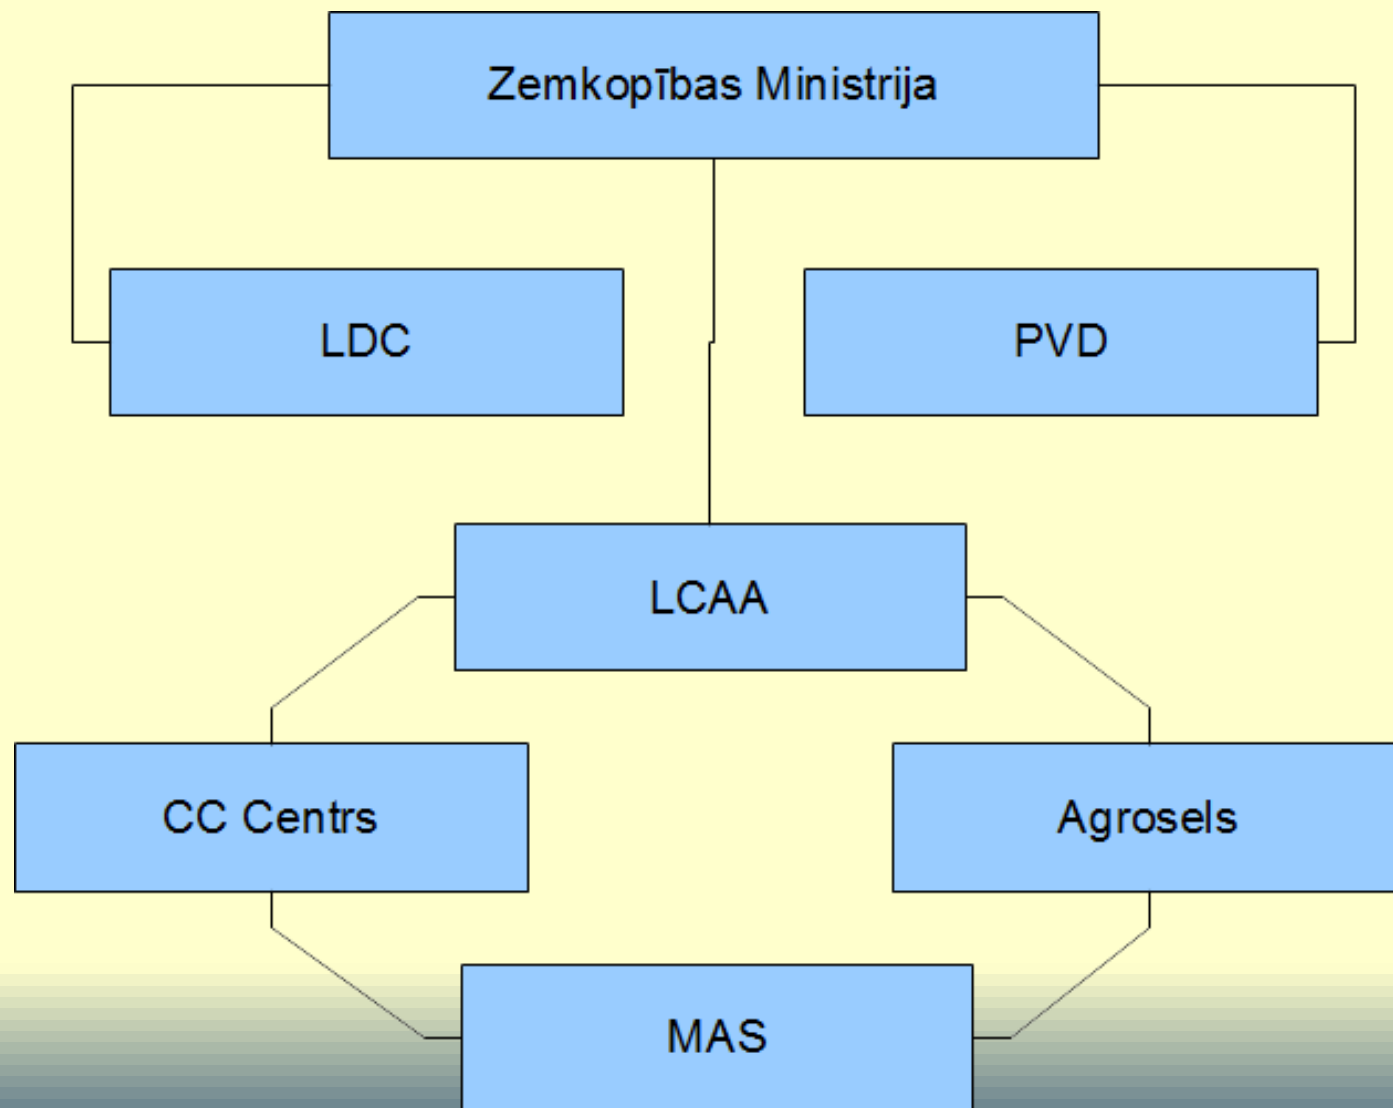 Zemkopības Ministrija
LDC
PVD
LCAA
CC Centrs
Agrosels
MAS